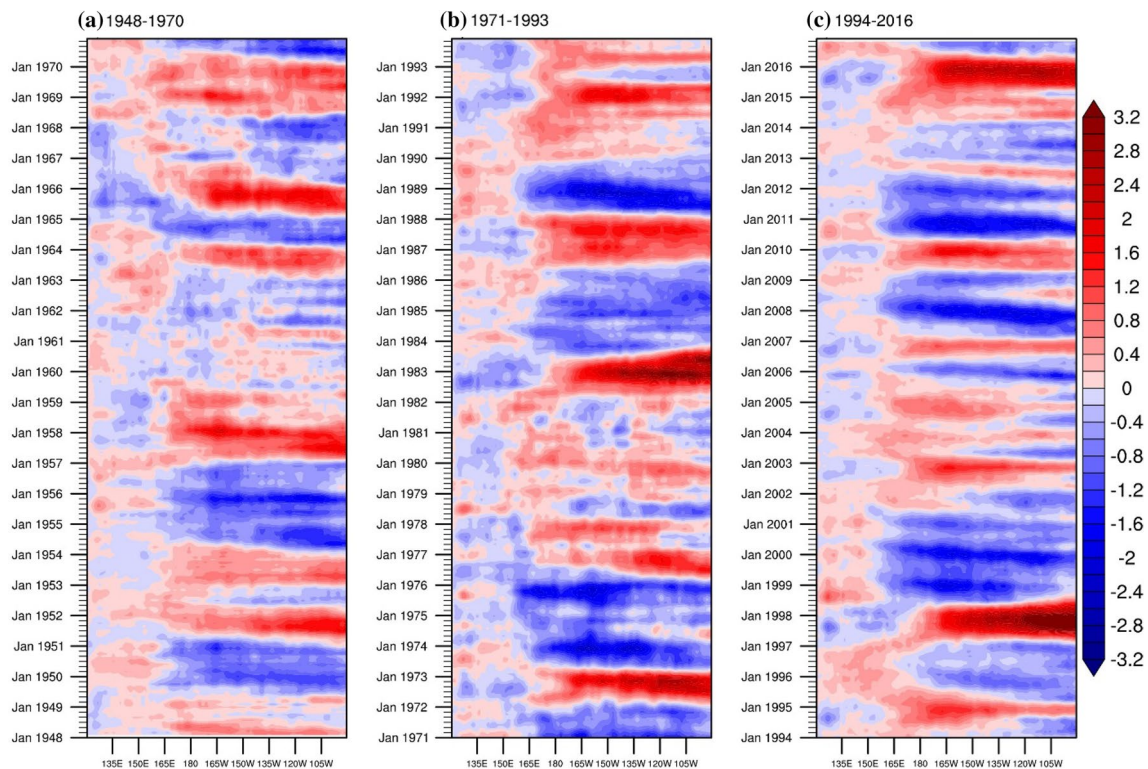 (a) 1948-1970
Jan 1970
Jan 1969
Jan 1968
Jan 1967
Jan 1966
Jan 1965
Jan 1964
Jan 1963
Jan 1962
Jan 1961
Jan 1960
Jan 1959
Jan 1958
Jan 1957
Jan 1956
Jan 1955
Jan 1954
Jan 1953
Jan 1952
Jan 1951
Jan 1950
Jan 1949
Jan 1948
135E 150E 165E 180 165W 150W 135W 120W 105W
(b) 1971-1993
Jan 1993
Jan 1992
Jan 1991
Jan 1990
Jan 1989
Jan 1988
Jan 1987
Jan 1986
Jan 1985
Jan 1984
Jan 1983
Jan 1982
Jan 1981
Jan 1980
Jan 1979
Jan 1978
Jan 1977
Jan 1976
Jan 1975
Jan 1974
Jan 1973
Jan 1972
Jan 1971
135E 150E 165E 180 165W 150W 135W 120W 105W
(c) 1994-2016
Jan 2016
Jan 2015
Jan 2014
Jan 2013
Jan 2012
Jan 2011
Jan 2010
Jan 2009
Jan 2008
Jan 2007
Jan 2006
Jan 2005
Jan 2004
Jan 2003
Jan 2002
Jan 2001
Jan 2000
Jan 1999
Jan 1998
Jan 1997
Jan 1996
Jan 1995
Jan 1994
135E 150E 165E 180 165W 150W 135W 120W 105W
3.2
2.8
2.4
2
1.6
1.2
0.8
0.4
0
-0.4
-0.8
-1.2
-1.6
-2
-2.4
-2.8
-3.2